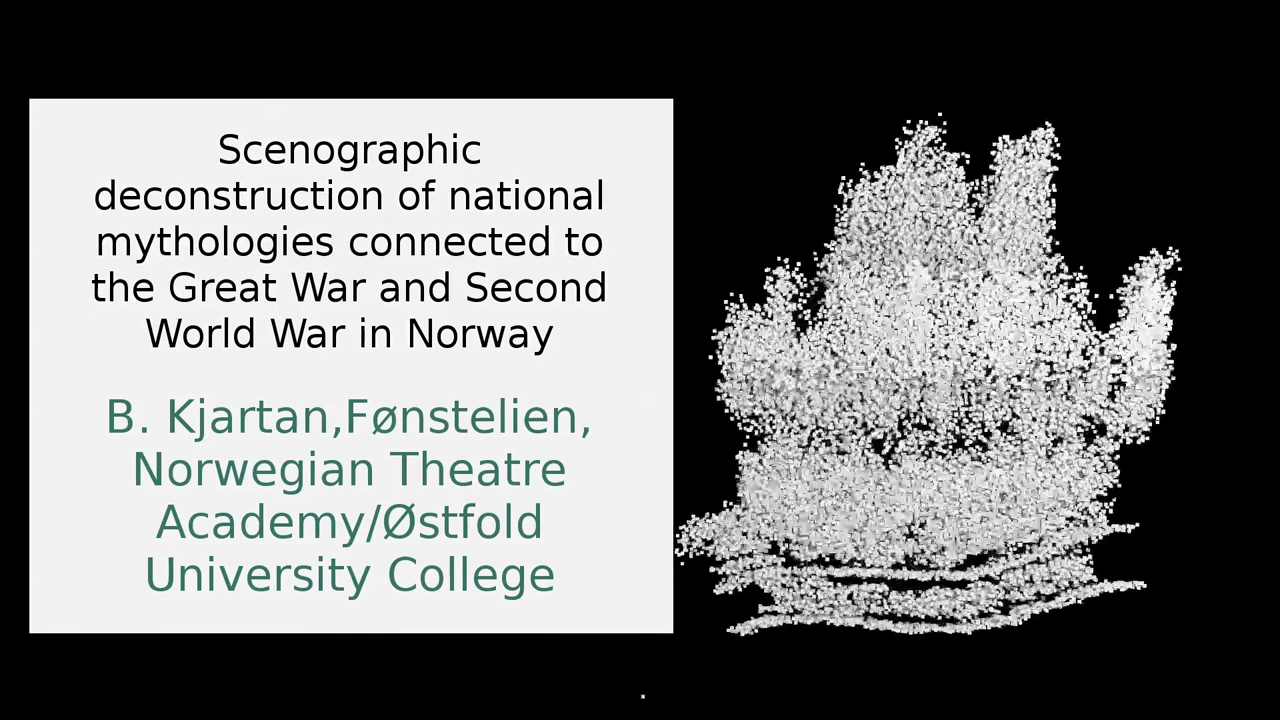 Scenographic
deconstruction of national
mythologies connected to
the Great War and Second
World War in Norway
B. Kjartan,Fønstelien,
Norwegian Theatre
Academy/Østfold
University College